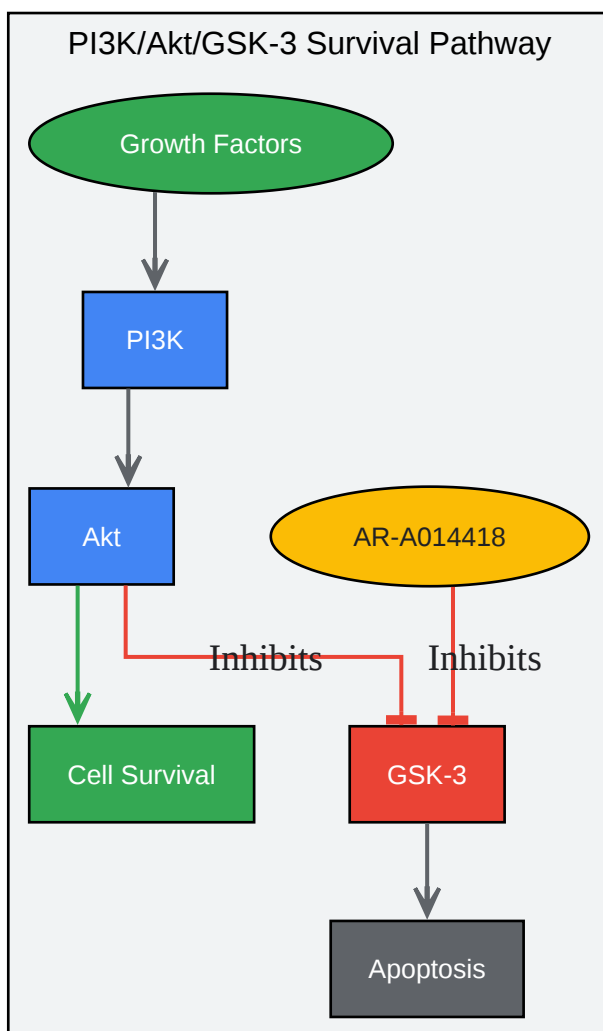 PI3K/Akt/GSK-3 Survival Pathway
Growth Factors
PI3K
Akt
AR-A014418
Inhibits
Inhibits
Cell Survival
GSK-3
Apoptosis